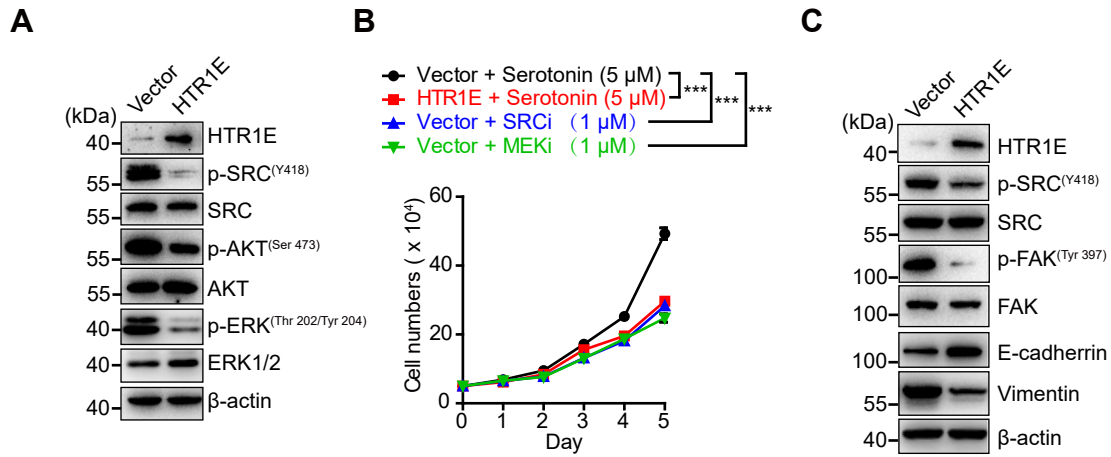 A
Vector
HTR1E
(kDa)
40
HTR1E
55
p-SRC(Y418)
55
SRC
55
p-AKT(Ser 473)
55
AKT
40
p-ERK(Thr 202/Tyr 204)
40
ERK1/2
40
β-actin
B
Vector + Serotonin (5 μM)
HTR1E + Serotonin (5 μM)
Vector + SRCi （1 μM）
Vector + MEKi （1 μM）
***
***
***
Cell numbers ( x 10⁴)
60
40
20
0
0 1 2 3 4 5
Day
C
Vector
HTR1E
(kDa)
40
HTR1E
55
p-SRC(Y418)
55
SRC
100
p-FAK(Tyr 397)
100
FAK
100
E-cadherrin
55
Vimentin
40
β-actin